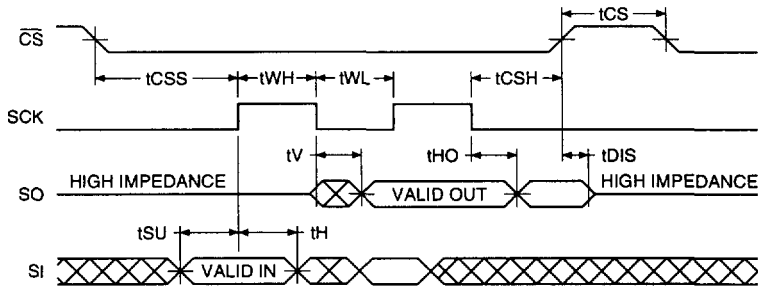 tCS
CS
tCSS
tWH
tWL
tCSH
SCK
tV
tHO
tDIS
HIGH IMPEDANCE
VALID OUT
HIGH IMPEDANCE
SO
tSU
tH
VALID IN
SI